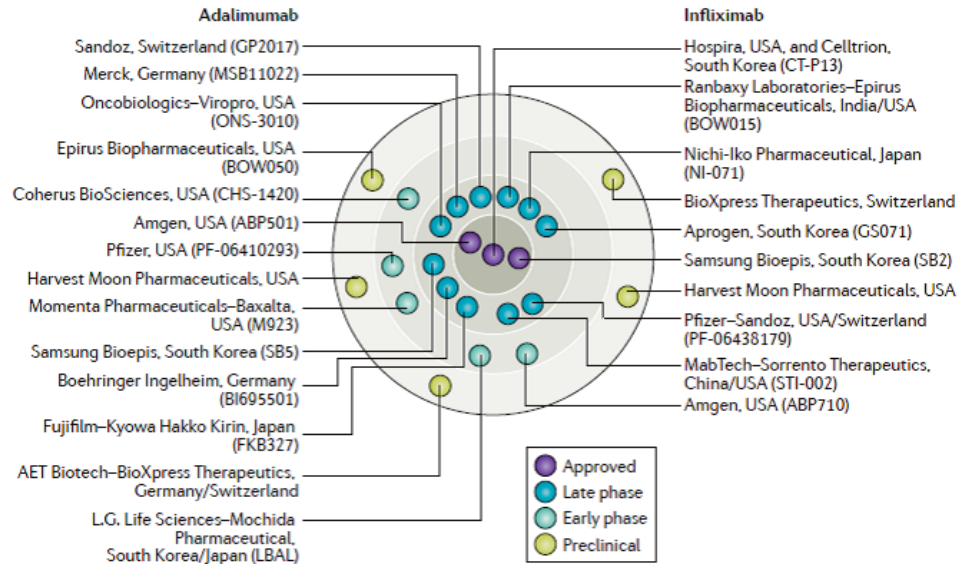 Adalimumab
Sandoz, Switzerland (GP2017)
Merck, Germany (MSB11022)
Oncobiologics–Viropro, USA
(ONS-3010)
Epirus Biopharmaceuticals, USA
(BOW050)
Coherus BioSciences, USA (CHS-1420)
Amgen, USA (ABP501)
Pfizer, USA (PF-06410293)
Harvest Moon Pharmaceuticals, USA
Momenta Pharmaceuticals–Baxalta,
USA (M923)
Samsung Bioepis, South Korea (SB5)
Boehringer Ingelheim, Germany
(BI695501)
Fujifilm–Kyowa Hakko Kirin, Japan
(FKB327)
AET Biotech–BioXpress Therapeutics,
Germany/Switzerland
L.G. Life Sciences–Mochida
Pharmaceutical,
South Korea/Japan (LBAL)
Infliximab
Hospira, USA, and Celltrion,
South Korea (CT-P13)
Ranbaxy Laboratories–Epirus
Biopharmaceuticals, India/USA
(BOW015)
Nichi-Iko Pharmaceutical, Japan
(NI-071)
BioXpress Therapeutics, Switzerland
Aprogen, South Korea (GS071)
Samsung Bioepis, South Korea (SB2)
Harvest Moon Pharmaceuticals, USA
Pfizer–Sandoz, USA/Switzerland
(PF-06438179)
MabTech–Sorrento Therapeutics,
China/USA (STI-002)
Amgen, USA (ABP710)
Approved
Late phase
Early phase
Preclinical